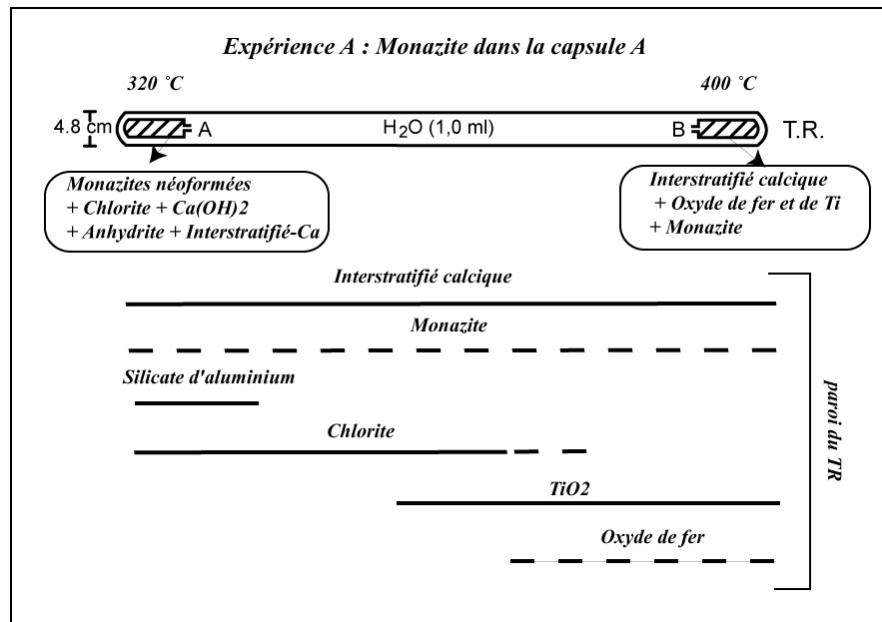 Expérience A : Monazite dans la capsule A
320 °C
400 °C
4.8 cm
A
H2O (1,0 ml)
B
T.R.
Monazites néoformées
+ Chlorite + Ca(OH)2
+ Anhydrite + Interstratifié-Ca
Interstratifié calcique
+ Oxyde de fer et de Ti
+ Monazite
Interstratifié calcique
Monazite
Silicate d'aluminium
Chlorite
TiO2
Oxyde de fer
paroi du TR